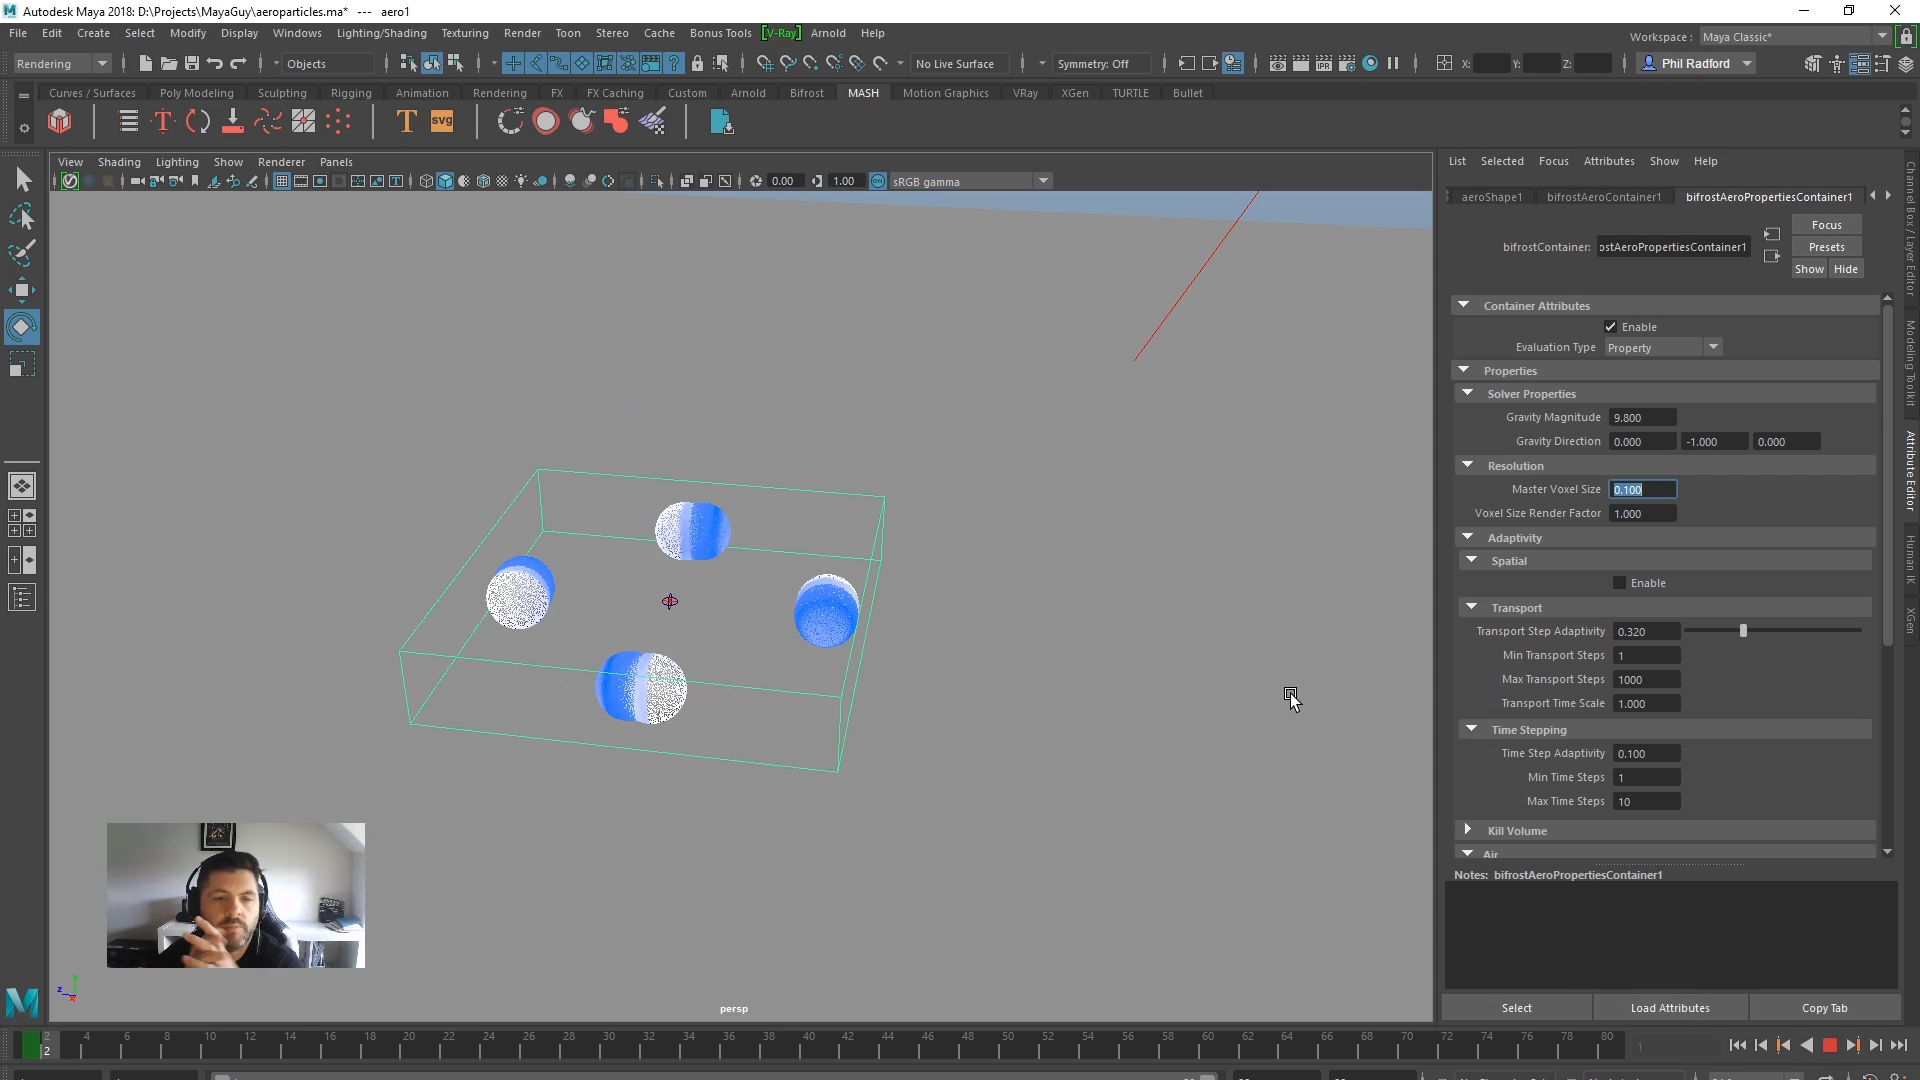 Autodesk Maya 2018: D:\Projects\MayaGuy\aeroparticles.ma* --- aero1
File Edit Create Select Modify Display Windows Lighting/Shading Texturing Render Toon Stereo Cache Bonus Tools [V-Ray] Arnold Help
Workspace : Maya Classic*
Rendering Objects No Live Surface Symmetry: Off X: Y: Z: Phil Radford
Curves / Surfaces Poly Modeling Sculpting Rigging Animation Rendering FX FX Caching Custom Arnold Bifrost MASH Motion Graphics VRay XGen TURTLE Bullet
T T svg
View Shading Lighting Show Renderer Panels
0.00 1.00 ON sRGB gamma
List Selected Focus Attributes Show Help
aeroShape1 bifrostAeroContainer1 bifrostAeroPropertiesContainer1
Focus
bifrostContainer: ostAeroPropertiesContainer1 Presets
Show Hide
Container Attributes
Enable
Evaluation Type Property
Properties
Solver Properties
Gravity Magnitude 9.800
Gravity Direction 0.000 -1.000 0.000
Resolution
Master Voxel Size 0.100
Voxel Size Render Factor 1.000
Adaptivity
Spatial
Enable
Transport
Transport Step Adaptivity 0.320
Min Transport Steps 1
Max Transport Steps 1000
Transport Time Scale 1.000
Time Stepping
Time Step Adaptivity 0.100
Min Time Steps 1
Max Time Steps 10
Kill Volume
Air
Notes: bifrostAeroPropertiesContainer1
Select Load Attributes Copy Tab
Channel Box / Layer Editor
Modeling Toolkit
Attribute Editor
Human IK
XGen
z y x
persp
M
2 4 6 8 10 12 14 16 18 20 22 24 26 28 30 32 34 36 38 40 42 44 46 48 50 52 54 56 58 60 62 64 66 68 70 72 74 76 78 80
2 1